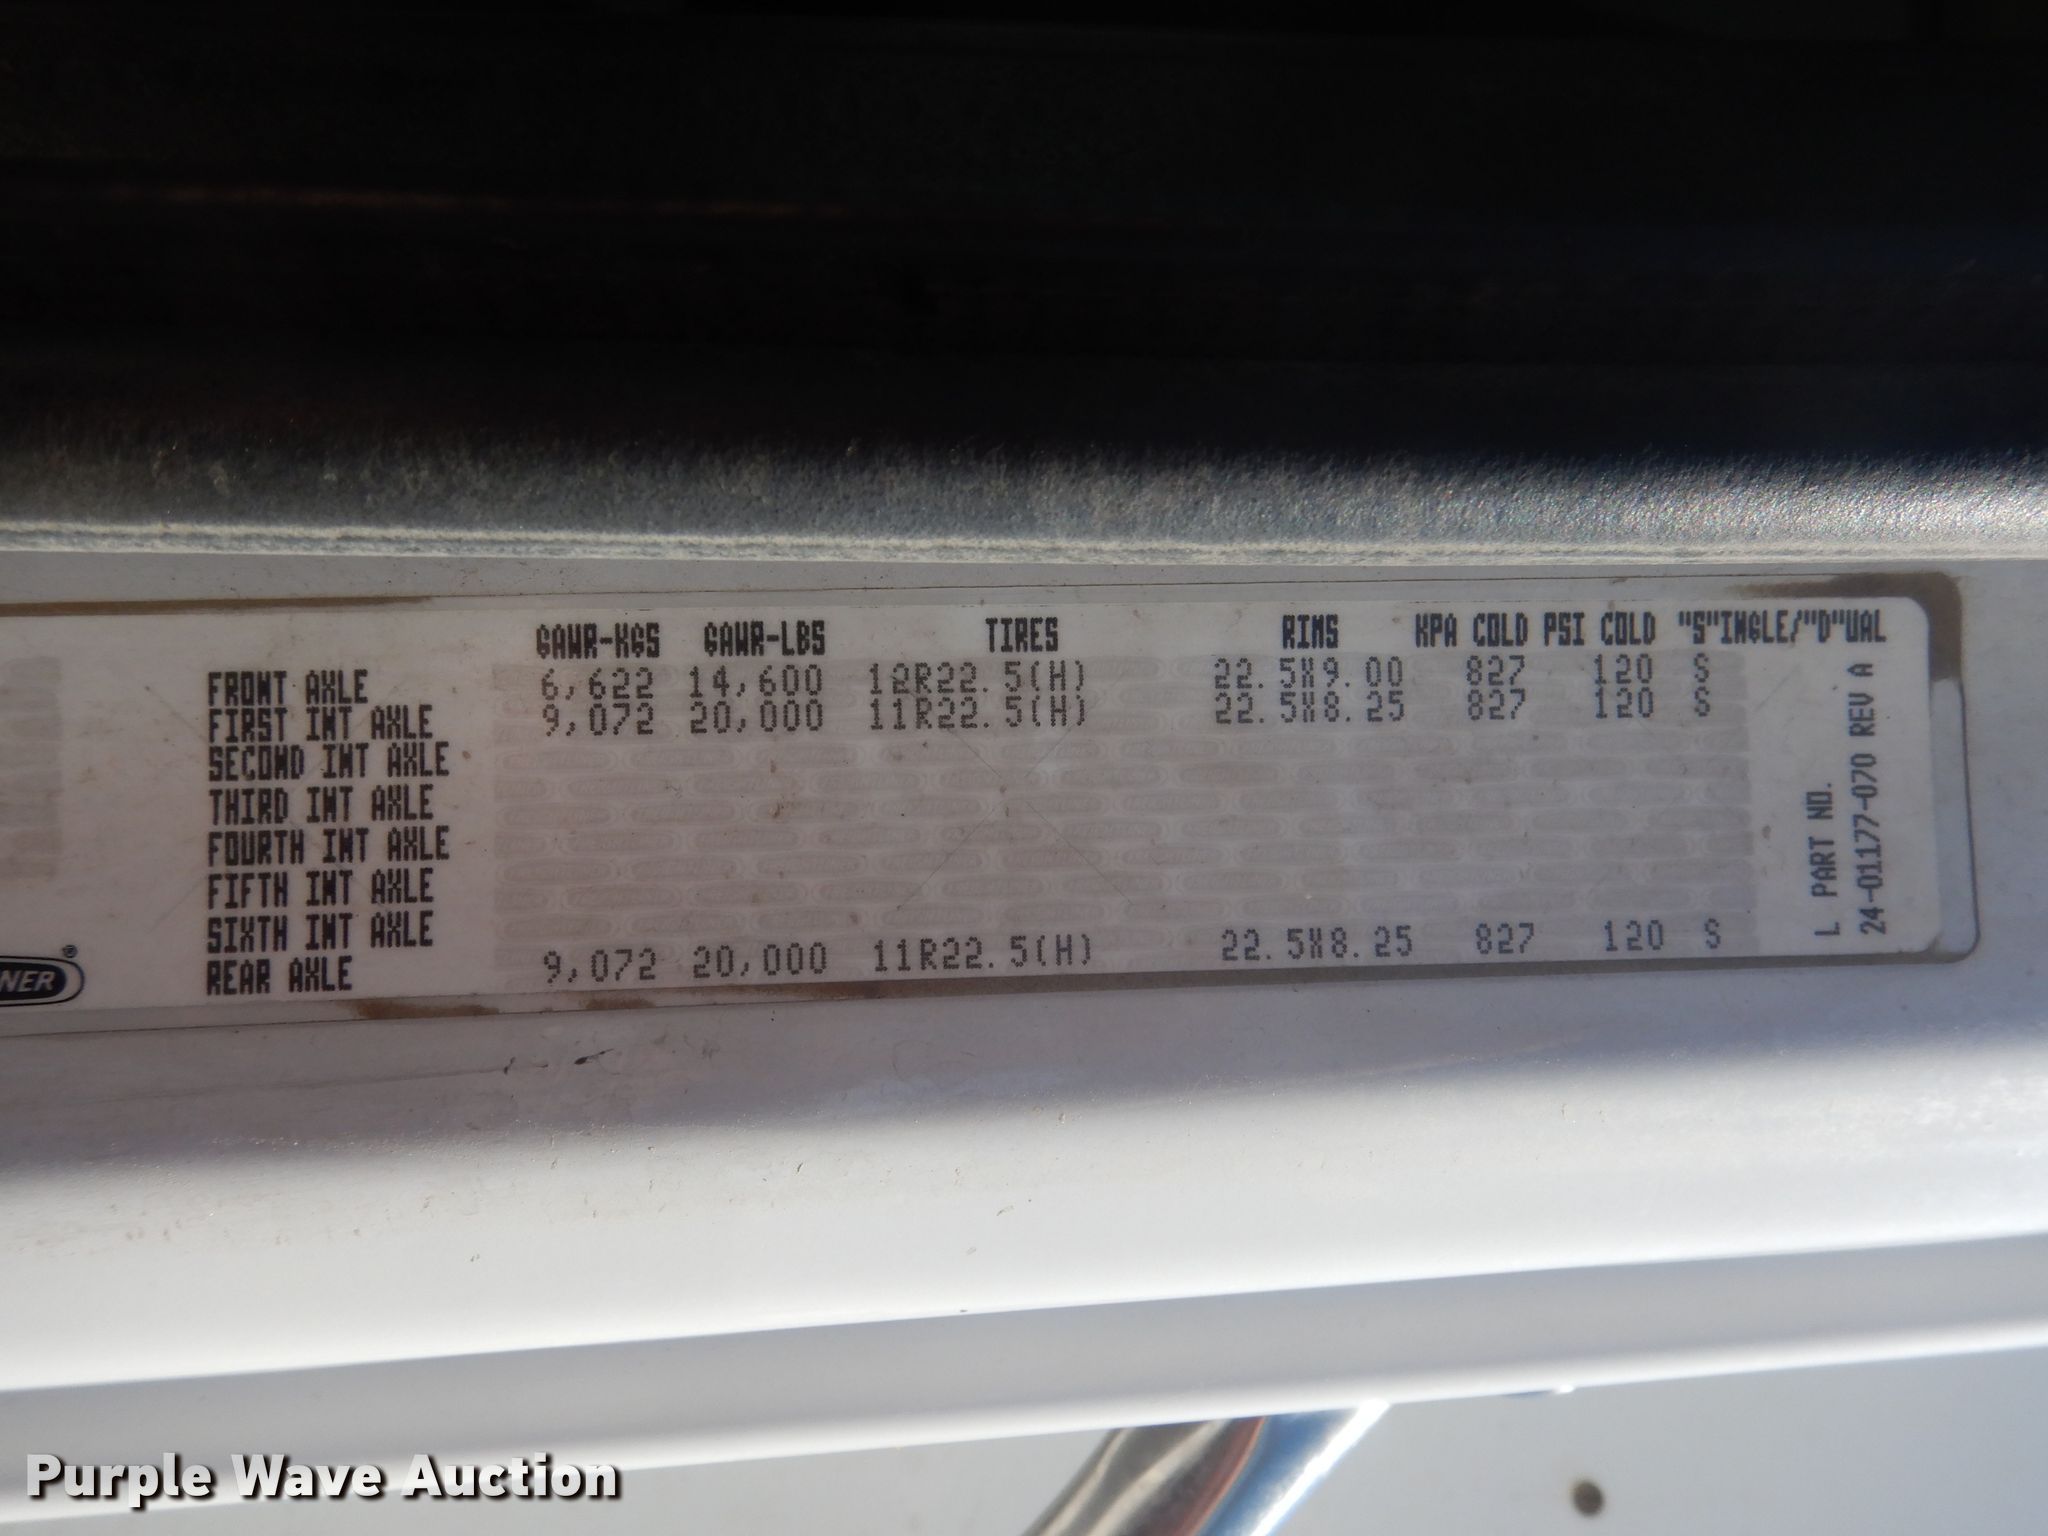 GAWR-KGS GAWR-LBS TIRES RIMS KPA COLD PSI COLD "S"INGLE/"D"UAL
FRONT AXLE 6,622 14,600 12R22.5(H) 22.5X9.00 827 120 S
FIRST INT AXLE 9,072 20,000 11R22.5(H) 22.5X8.25 827 120 S
SECOND INT AXLE
THIRD INT AXLE
FOURTH INT AXLE
FIFTH INT AXLE
SIXTH INT AXLE
REAR AXLE 9,072 20,000 11R22.5(H) 22.5X8.25 827 120 S
L PART NO.
24-01177-070 REV A
NER®
Purple Wave Auction